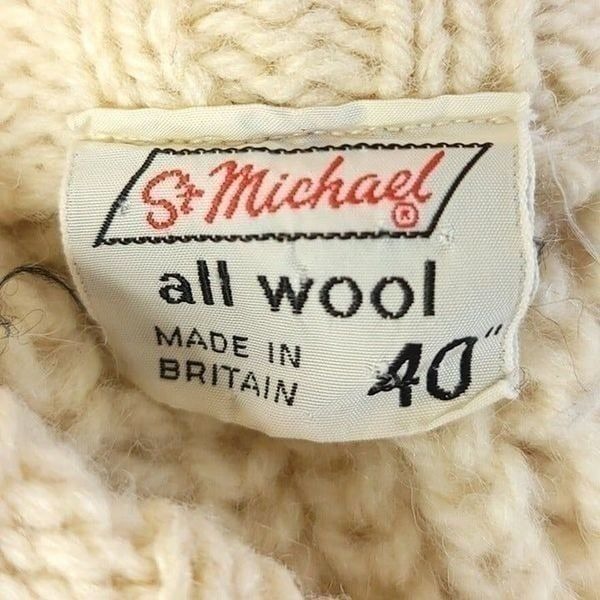 St Michael ®
all wool
MADE IN
BRITAIN
40"